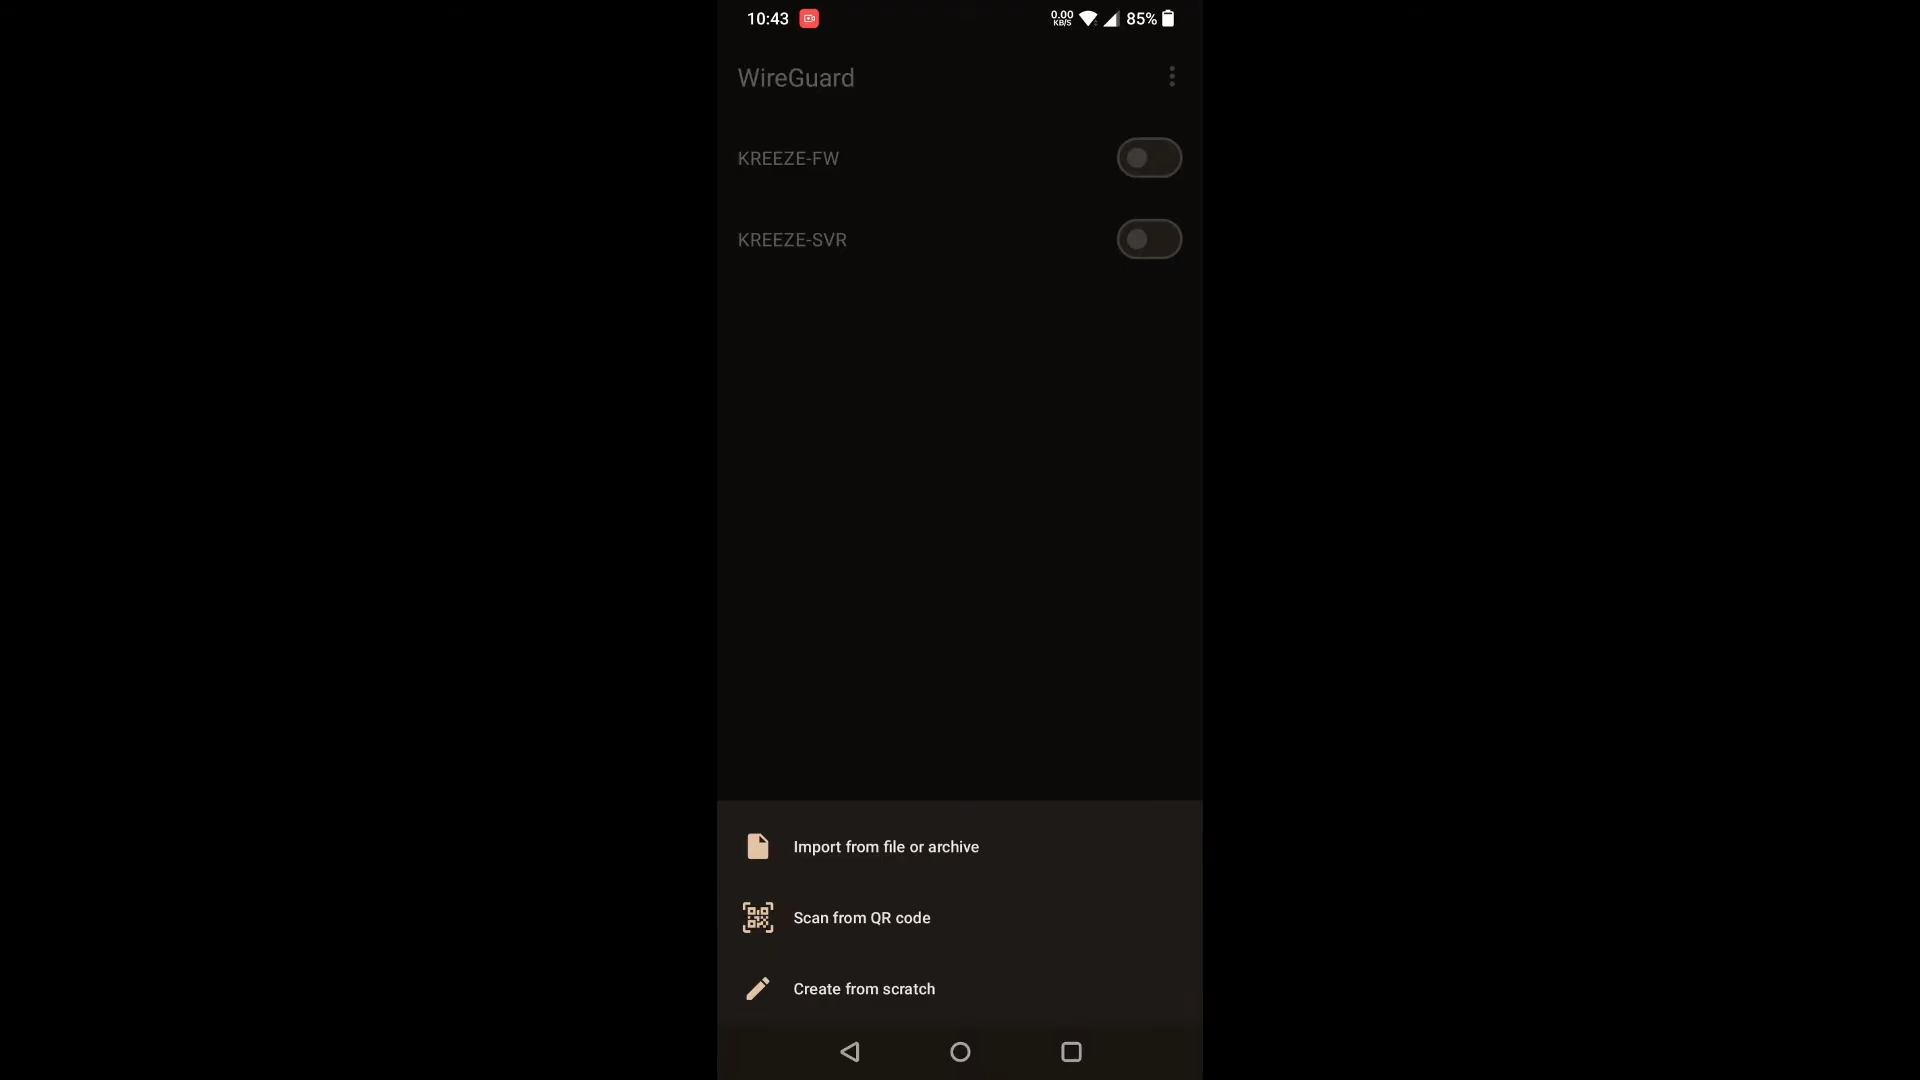 10:43
0.00
KB/S
85%
WireGuard
KREEZE-FW
KREEZE-SVR
Import from file or archive
Scan from QR code
Create from scratch